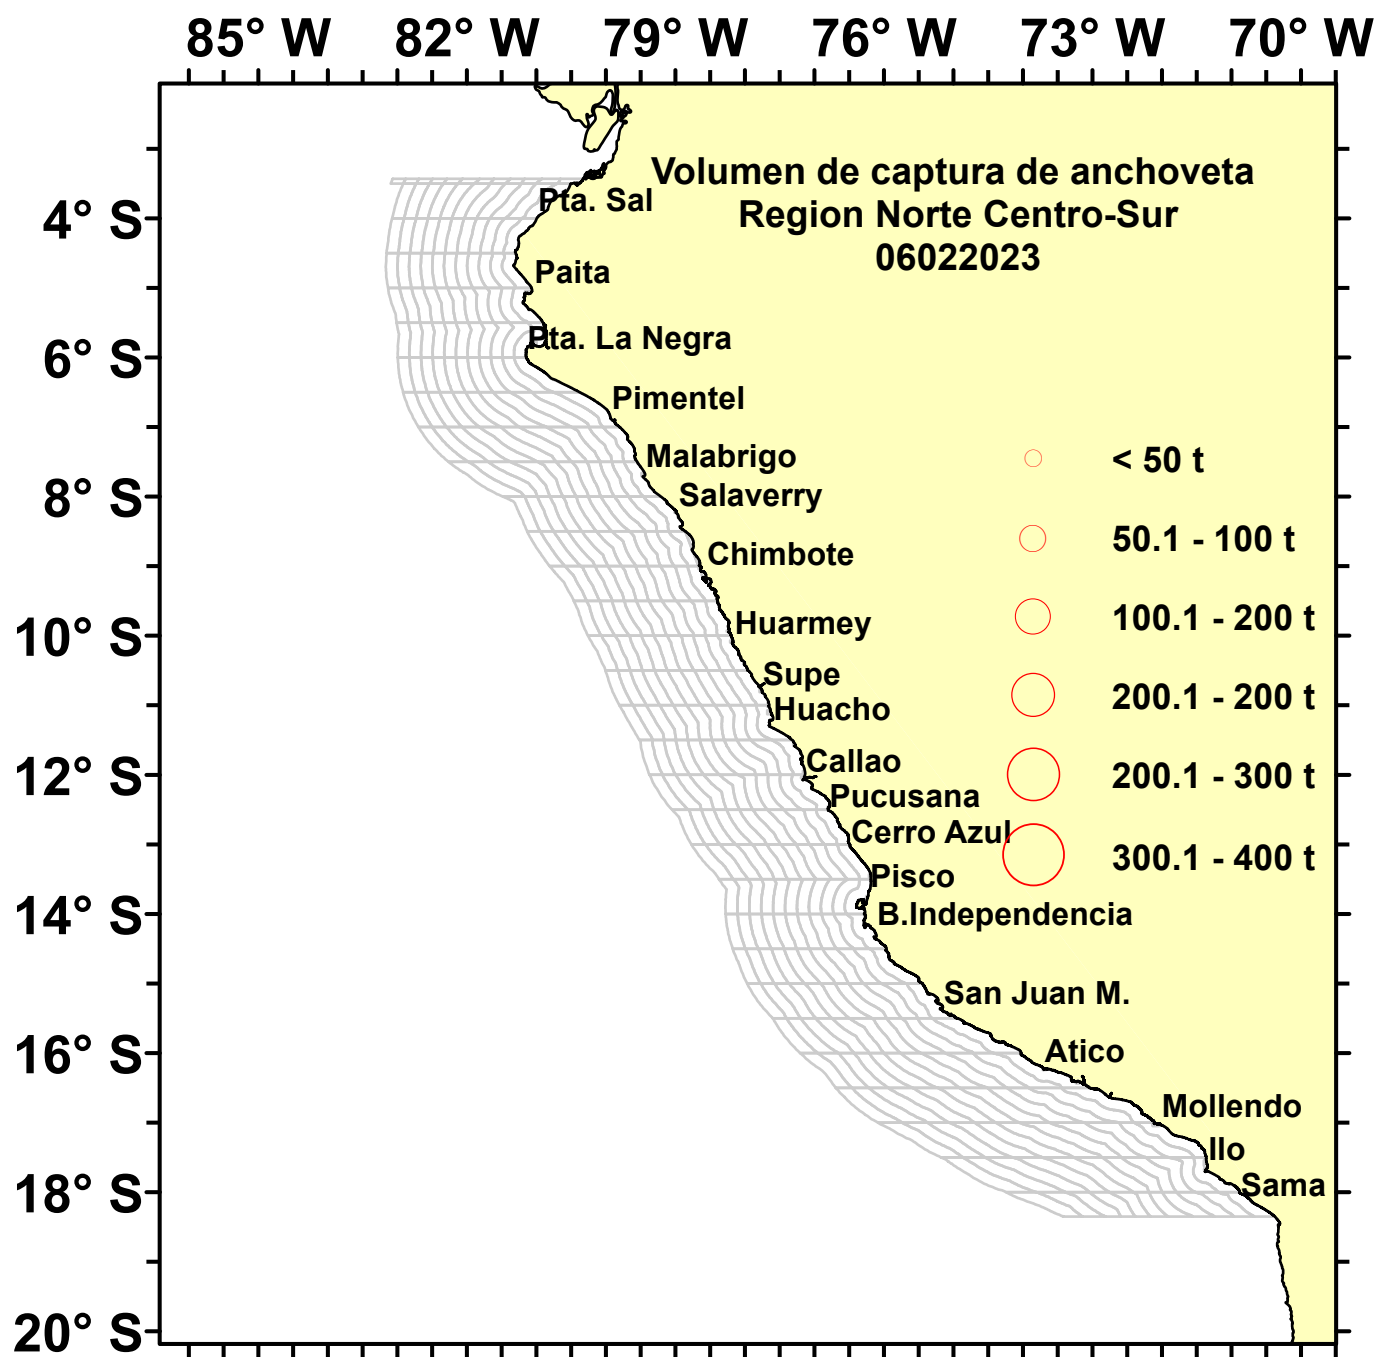 85° W 82° W 79° W 76° W 73° W 70° W
Volumen de captura de anchoveta
Region Norte Centro-Sur
06022023
4° S
6° S
8° S
10° S
12° S
14° S
16° S
18° S
20° S
Pta. Sal
Paita
Pta. La Negra
Pimentel
Malabrigo
Salaverry
Chimbote
Huarmey
Supe
Huacho
Callao
Pucusana
Cerro Azul
Pisco
B.Independencia
San Juan M.
Atico
Mollendo
Ilo
Sama
< 50 t
50.1 - 100 t
100.1 - 200 t
200.1 - 200 t
200.1 - 300 t
300.1 - 400 t